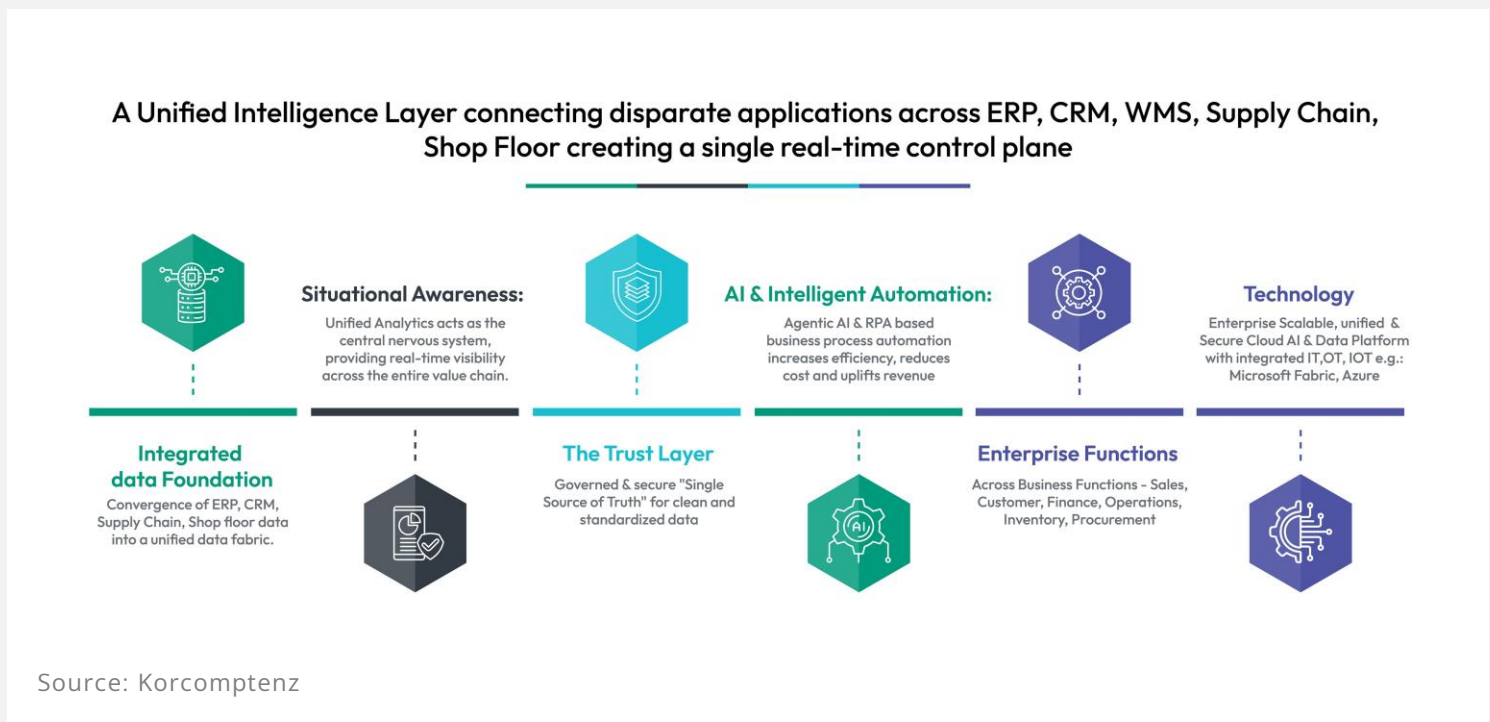 A Unified Intelligence Layer connecting disparate applications across ERP, CRM, WMS, Supply Chain,
Shop Floor creating a single real-time control plane
Integrated
data Foundation
Convergence of ERP, CRM,
Supply Chain, Shop floor data
into a unified data fabric.
Situational Awareness:
Unified Analytics acts as the
central nervous system,
providing real-time visibility
across the entire value chain.
The Trust Layer
Governed & secure "Single
Source of Truth" for clean and
standardized data
AI & Intelligent Automation:
Agentic AI & RPA based
business process automation
increases efficiency, reduces
cost and uplifts revenue
AI
Enterprise Functions
Across Business Functions - Sales,
Customer, Finance, Operations,
Inventory, Procurement
Technology
Enterprise Scalable, unified &
Secure Cloud AI & Data Platform
with integrated IT,OT, IOT e.g.:
Microsoft Fabric, Azure
Source: Korcomptenz